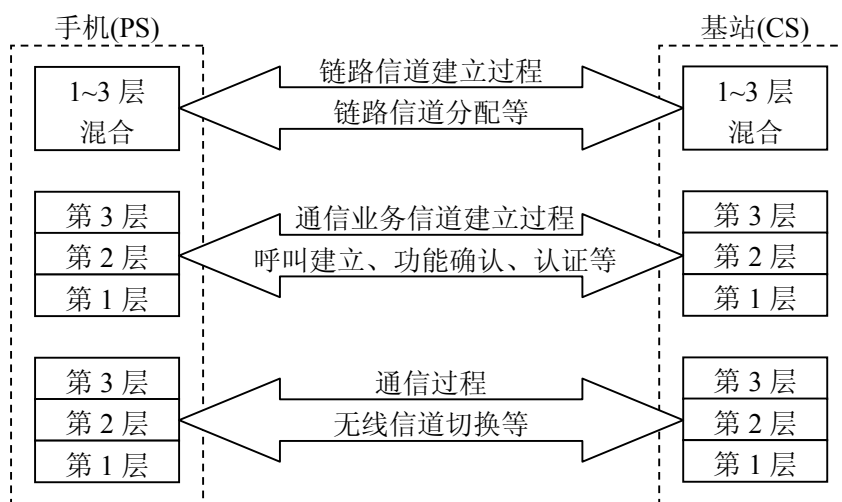 手机(PS)
基站(CS)
1~3 层
混合
链路信道建立过程
链路信道分配等
1~3 层
混合
第 3 层
第 2 层
第 1 层
通信业务信道建立过程
呼叫建立、功能确认、认证等
第 3 层
第 2 层
第 1 层
第 3 层
第 2 层
第 1 层
通信过程
无线信道切换等
第 3 层
第 2 层
第 1 层